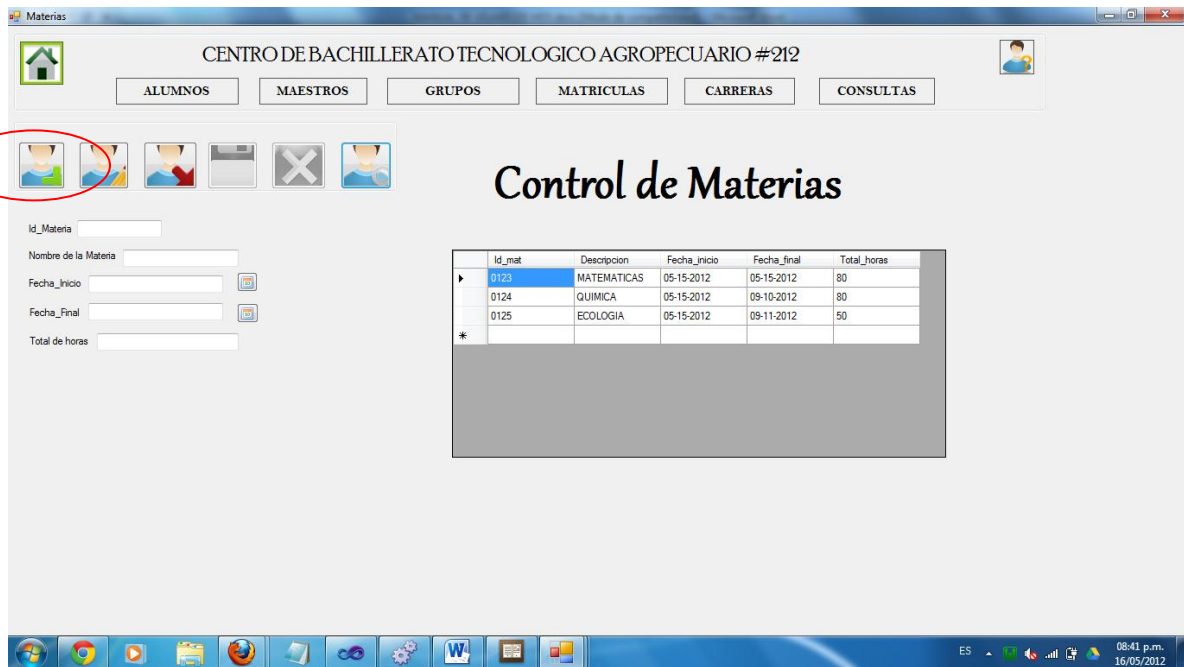 Materias
CENTRO DE BACHILLERATO TECNOLOGICO AGROPECUARIO #212
ALUMNOS MAESTROS GRUPOS MATRICULAS CARRERAS CONSULTAS
Control de Materias
Id_Materia
Nombre de la Materia
Fecha_Inicio
Fecha_Final
Total de horas
Id_mat Descripcion Fecha_inicio Fecha_final Total_horas
0123 MATEMATICAS 05-15-2012 05-15-2012 80
0124 QUIMICA 05-15-2012 09-10-2012 80
0125 ECOLOGIA 05-15-2012 09-11-2012 50
ES 08:41 p.m.
16/05/2012